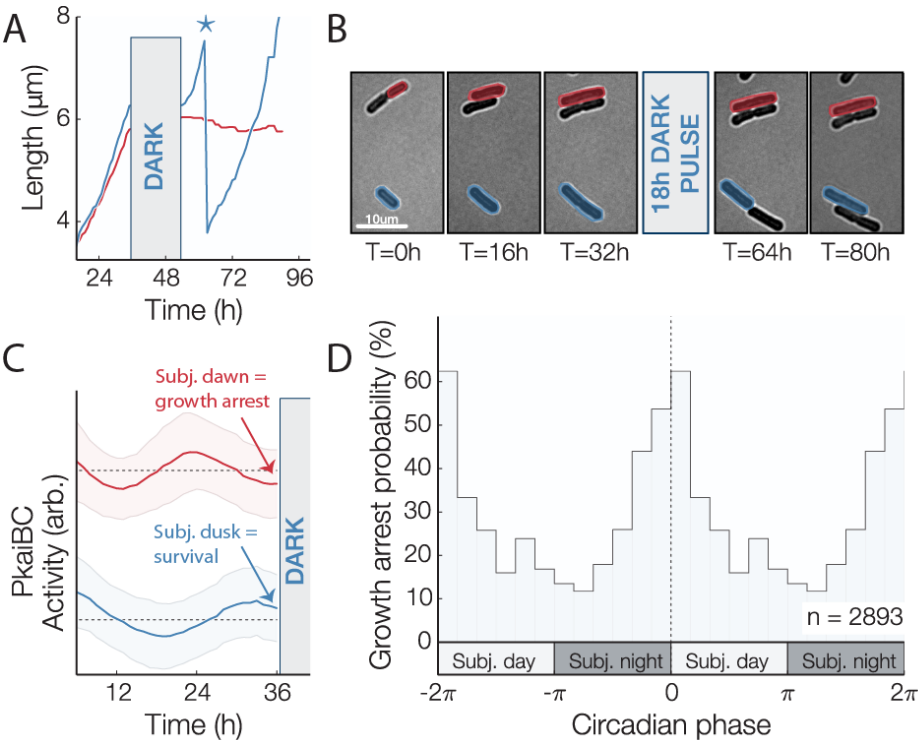 A
8
6
4
Length (μm)
DARK
24
48
72
96
Time (h)
B
10um
18h DARK
PULSE
T=0h
T=16h
T=32h
T=64h
T=80h
C
Subj. dawn =
growth arrest
Subj. dusk =
survival
PkaiBC
Activity (arb.)
DARK
12
24
36
Time (h)
D
Growth arrest probability (%)
60
50
40
30
20
10
0
n = 2893
Subj. day
Subj. night
Subj. day
Subj. night
-2π
-π
0
π
2π
Circadian phase